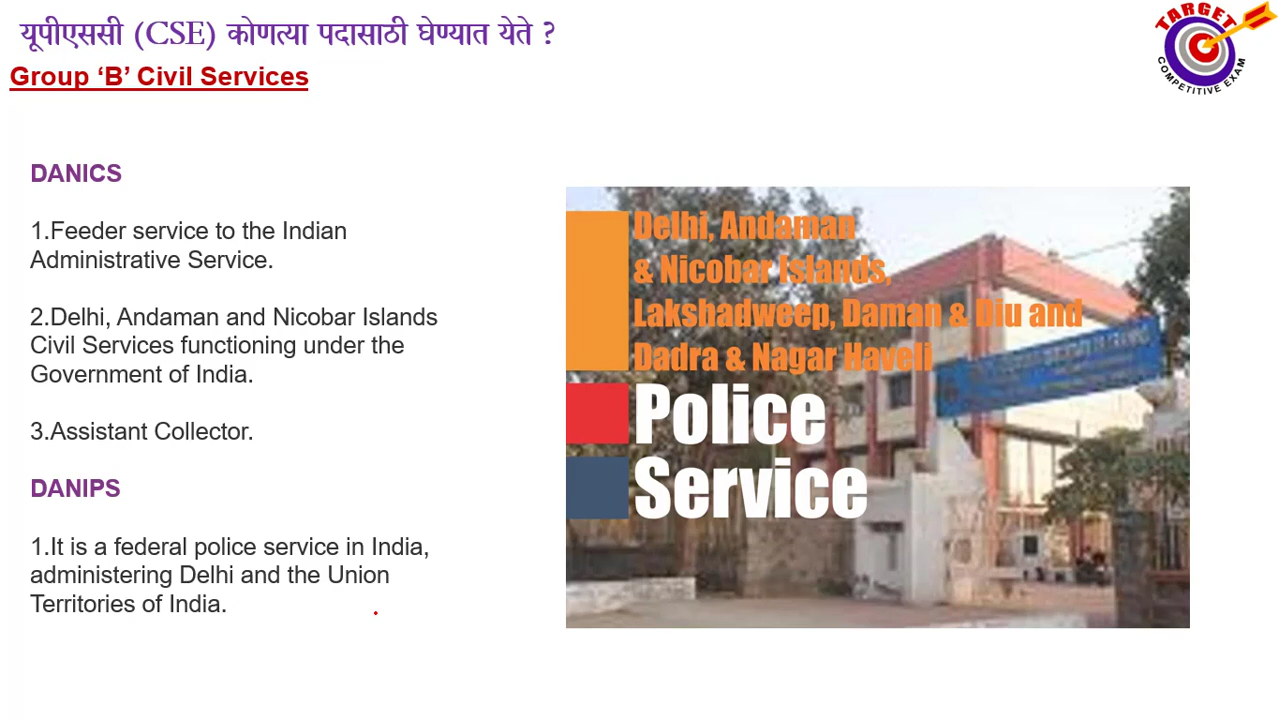 यूपीएससी (CSE) कोणत्या पदासाठी घेण्यात येते ?
Group ‘B’ Civil Services
TARGET
COMPETITIVE EXAM
DANICS
1.Feeder service to the Indian
Administrative Service.
2.Delhi, Andaman and Nicobar Islands
Civil Services functioning under the
Government of India.
3.Assistant Collector.
DANIPS
1.It is a federal police service in India,
administering Delhi and the Union
Territories of India.
Delhi, Andaman
& Nicobar Islands,
Lakshadweep, Daman & Diu and
Dadra & Nagar Haveli
Police
Service